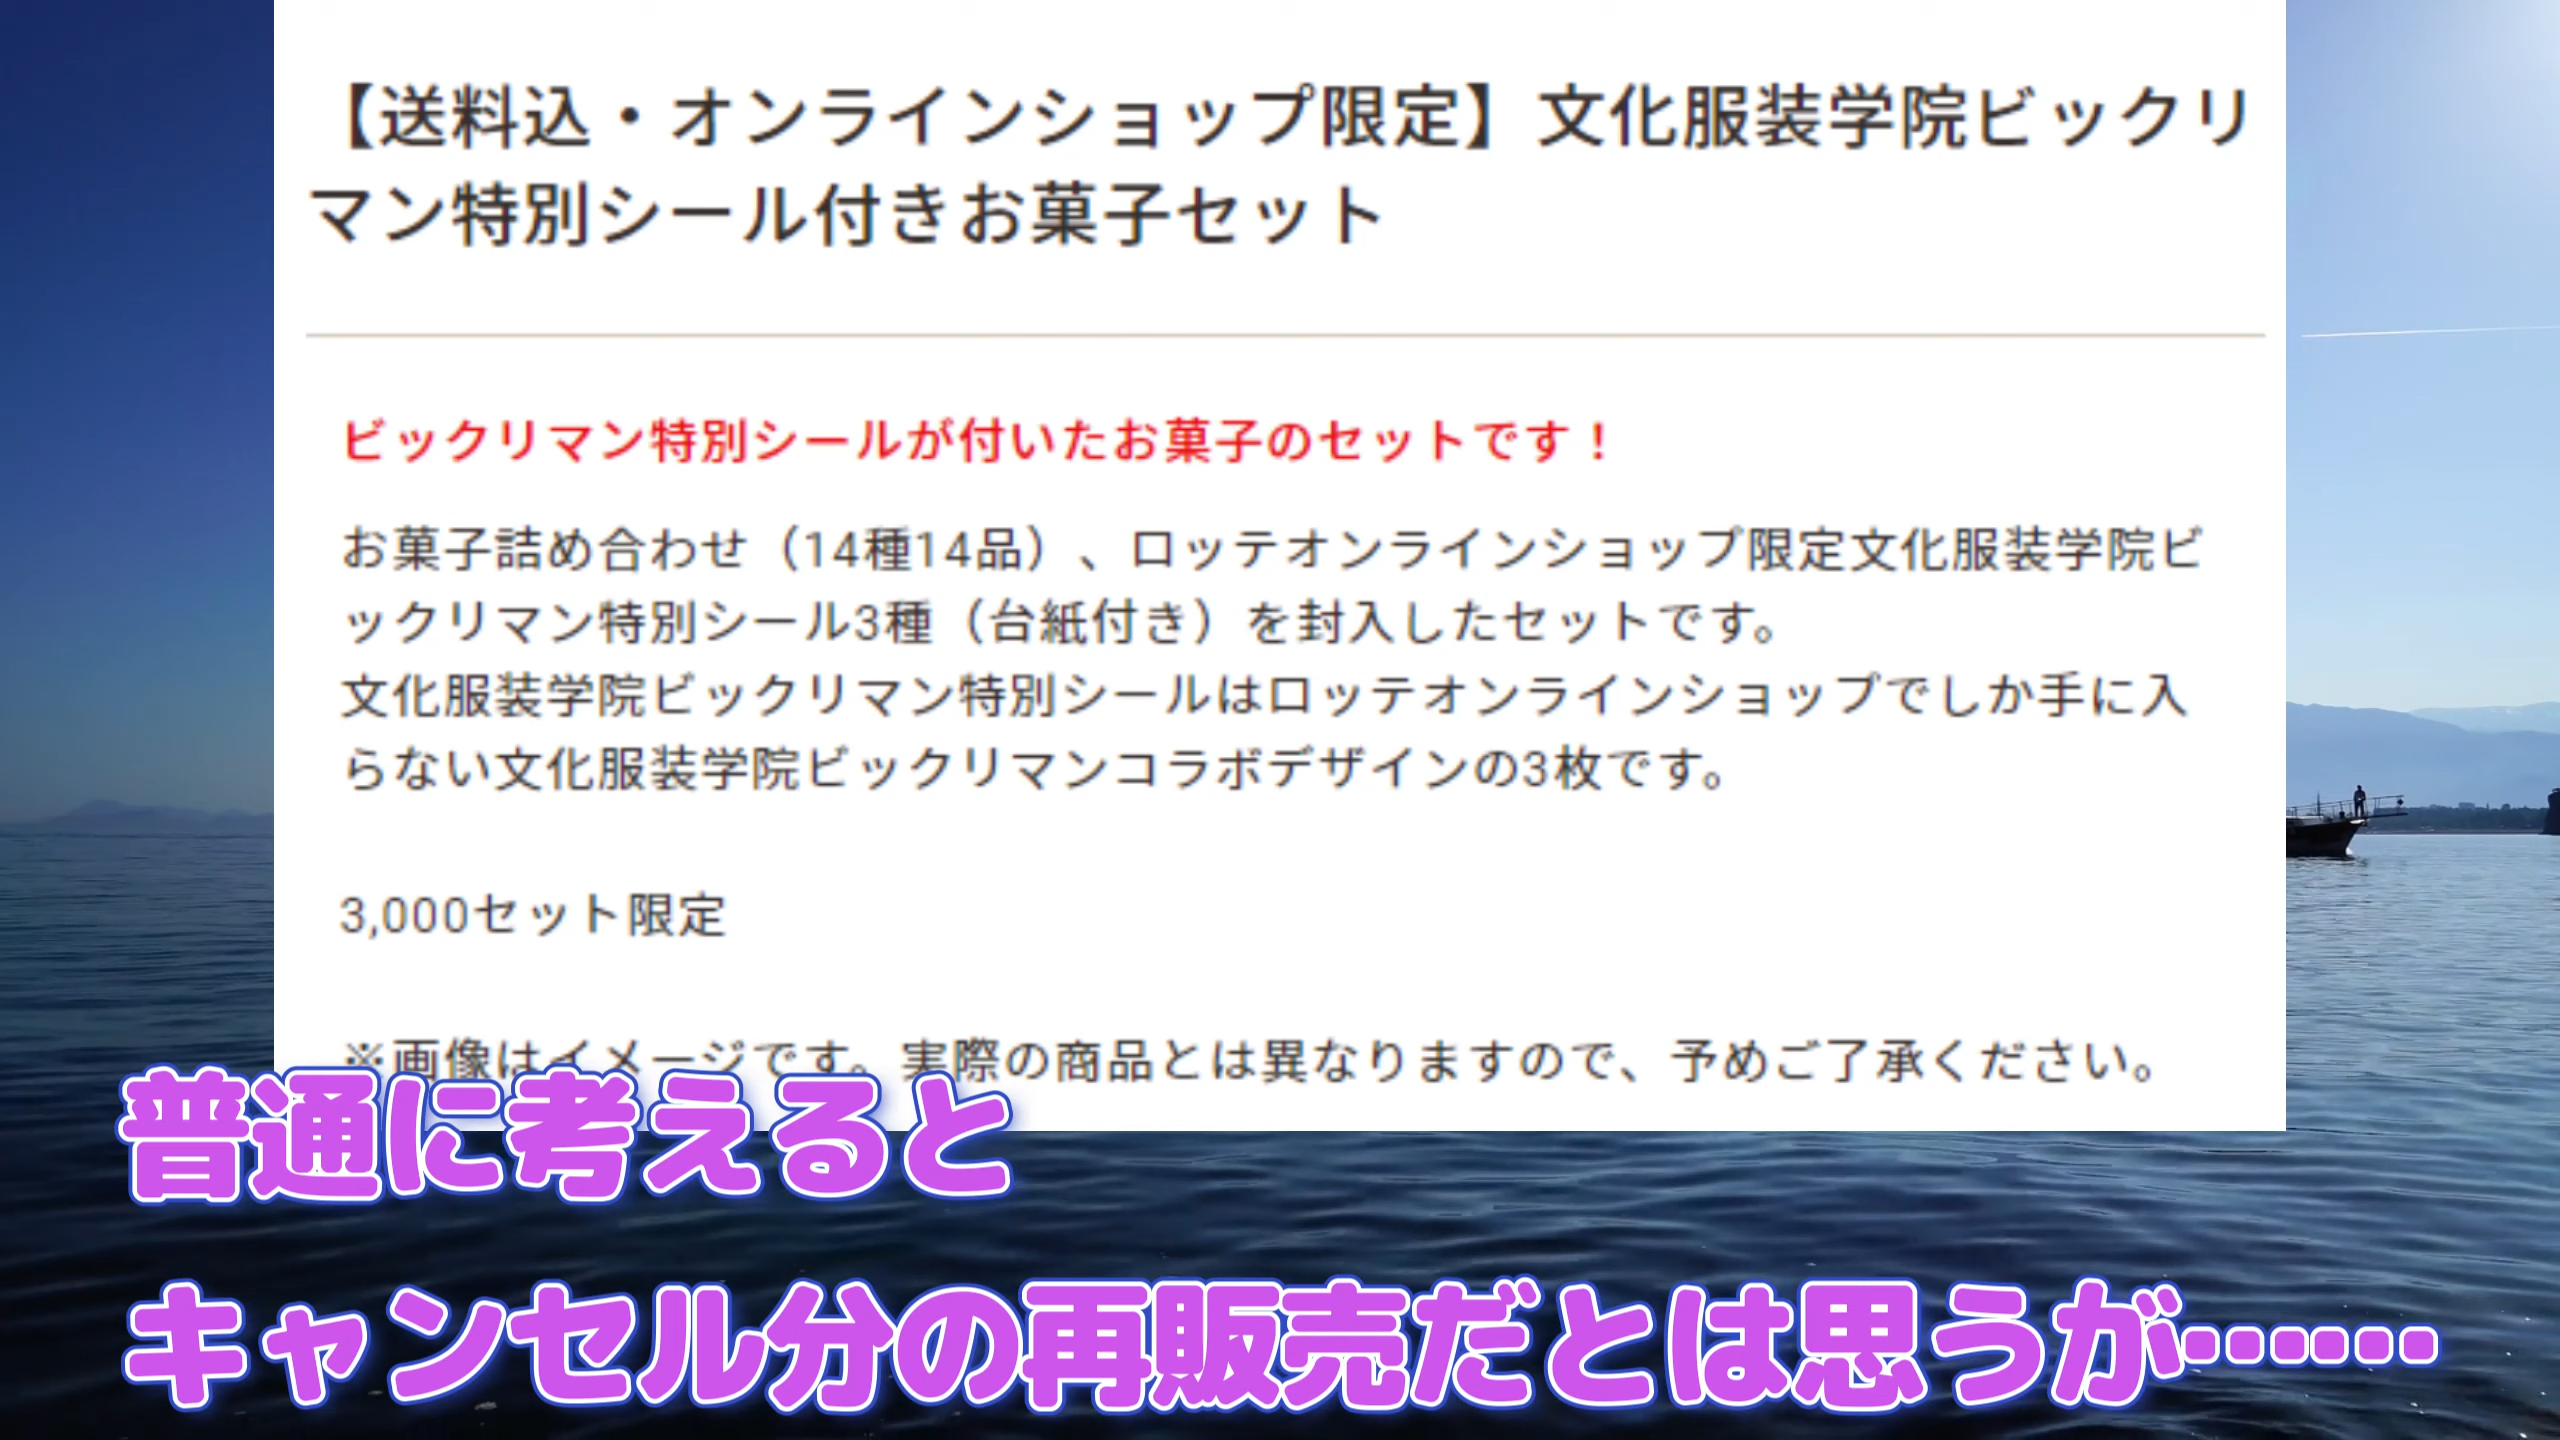 【送料込・オンラインショップ限定】文化服装学院ビックリ
マン特別シール付きお菓子セット
ビックリマン特別シールが付いたお菓子のセットです！
お菓子詰め合わせ（14種14品）、ロッテオンラインショップ限定文化服装学院ビ
ックリマン特別シール3種（台紙付き）を封入したセットです。
文化服装学院ビックリマン特別シールはロッテオンラインショップでしか手に入
らない文化服装学院ビックリマンコラボデザインの3枚です。
3,000セット限定
※画像はイメージです。実際の商品とは異なりますので、予めご了承ください。
普通に考えると
キャンセル分の再販売だとは思うが……